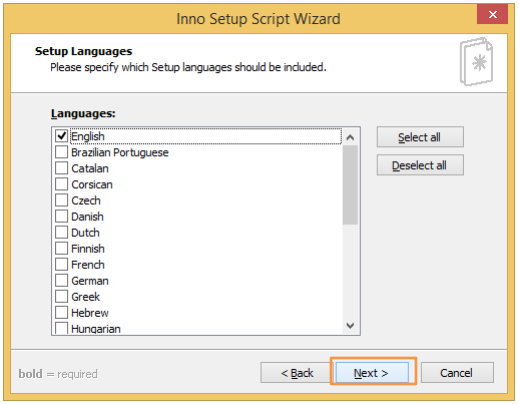 Inno Setup Script Wizard
Setup Languages
Please specify which Setup languages should be included.
Languages:
English
Brazilian Portuguese
Catalan
Corsican
Czech
Danish
Dutch
Finnish
French
German
Greek
Hebrew
Hungarian
Select all
Deselect all
bold = required
< Back
Next >
Cancel